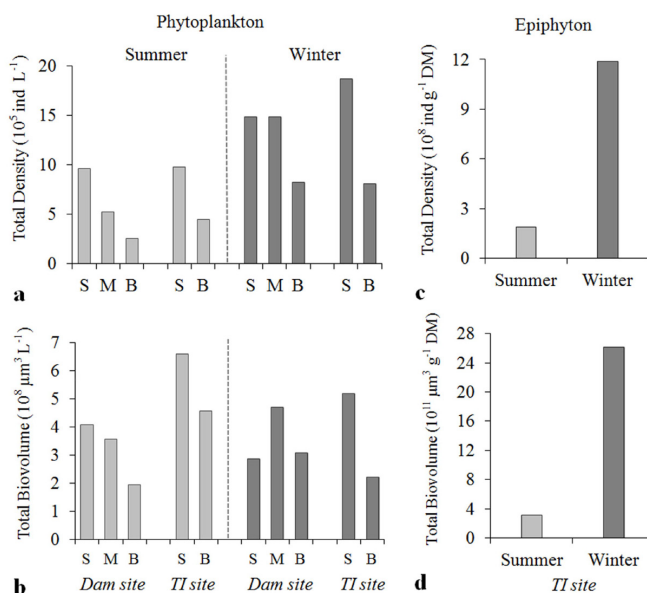 Phytoplankton
Summer
Winter
Total Density (10⁵ ind L⁻¹)
20
15
10
5
0
S M B S B S M B S B
a
Epiphyton
Total Density (10⁸ ind g⁻¹ DM)
12
9
6
3
0
Summer Winter
c
Total Biovolume (10⁸ µm³ L⁻¹)
7
6
5
4
3
2
1
0
S M B S B S M B S B
b Dam site TI site Dam site TI site
Total Biovolume (10¹¹ µm³ g⁻¹ DM)
28
24
20
16
12
8
4
0
Summer Winter
d TI site